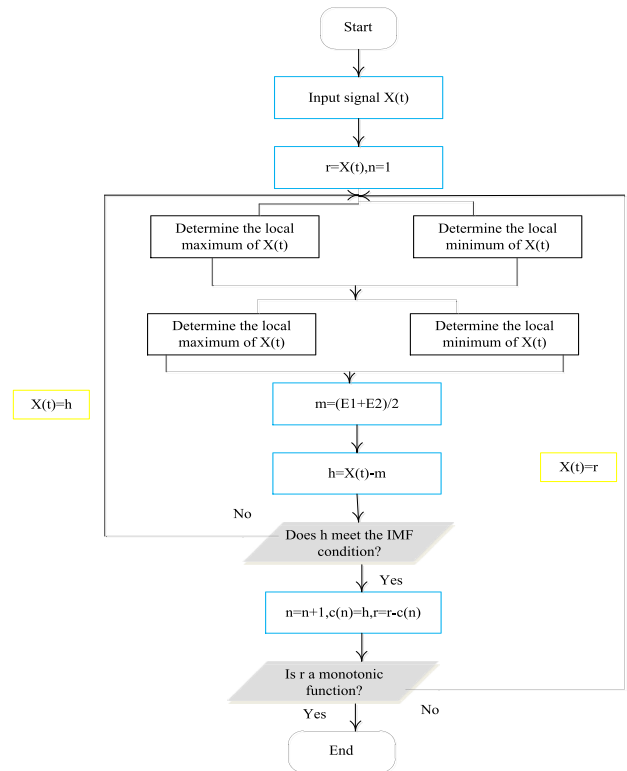 Start
Input signal X(t)
r=X(t),n=1
Determine the local
maximum of X(t)
Determine the local
minimum of X(t)
Determine the local
maximum of X(t)
Determine the local
minimum of X(t)
X(t)=h
m=(E1+E2)/2
h=X(t)-m
X(t)=r
No
Does h meet the IMF
condition?
Yes
n=n+1,c(n)=h,r=r-c(n)
Is r a monotonic
function?
Yes
No
End